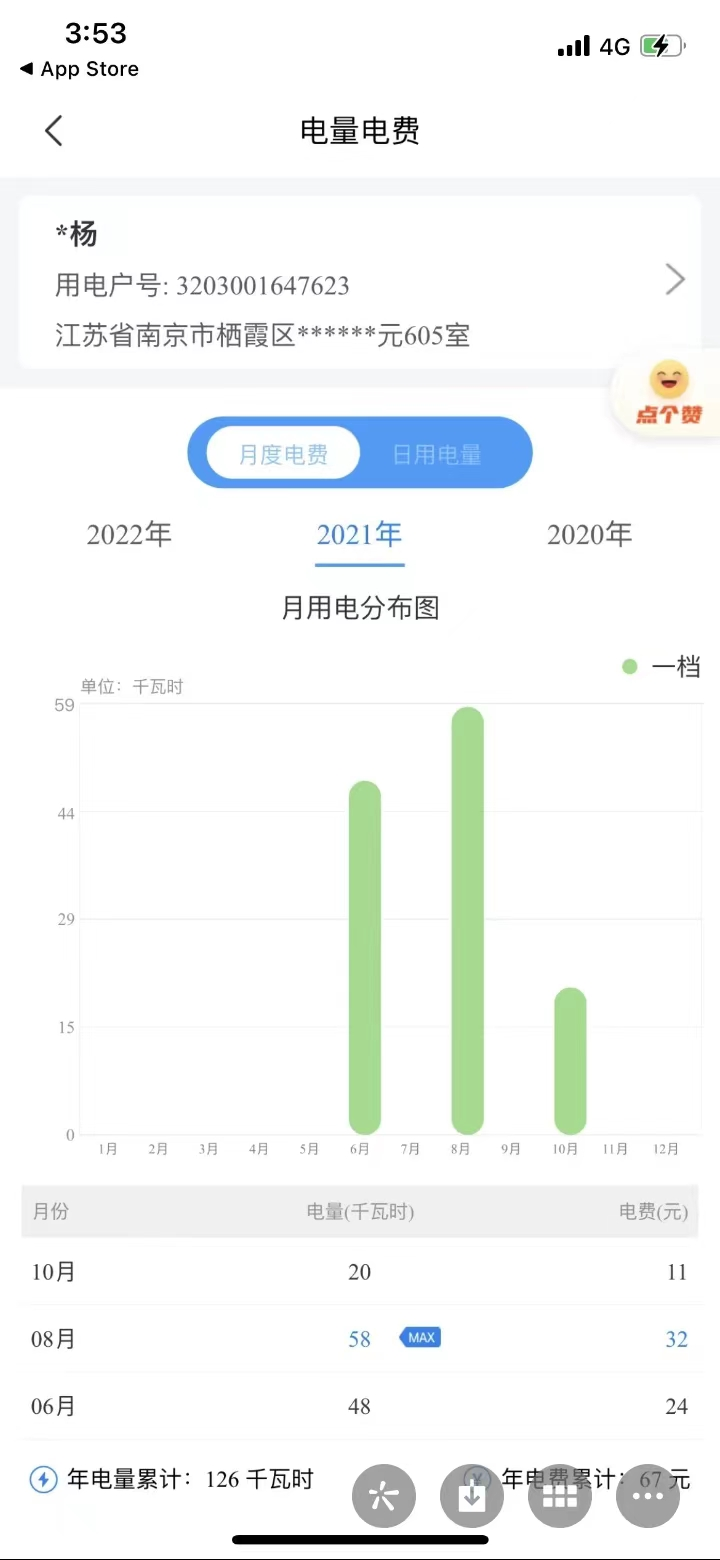 3:53
4G
◀ App Store
电量电费
*杨
用电户号: 3203001647623
江苏省南京市栖霞区******元605室
点个赞
月度电费 日用电量
2022年 2021年 2020年
月用电分布图
一档
单位：千瓦时
59
44
29
15
0
1月 2月 3月 4月 5月 6月 7月 8月 9月 10月 11月 12月
月份 电量(千瓦时) 电费(元)
10月 20 11
08月 58 MAX 32
06月 48 24
年电量累计：126 千瓦时 ¥ 年电费累计：67 元